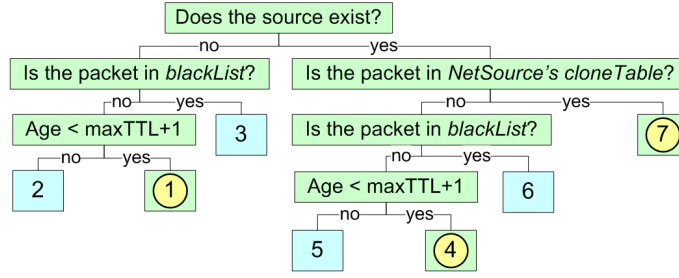 Does the source exist?
no yes
Is the packet in blackList?
Is the packet in NetSource's cloneTable?
no yes
no yes
Age < maxTTL+1
3
Is the packet in blackList?
7
no yes
no yes
2
1
Age < maxTTL+1
6
no yes
5
4